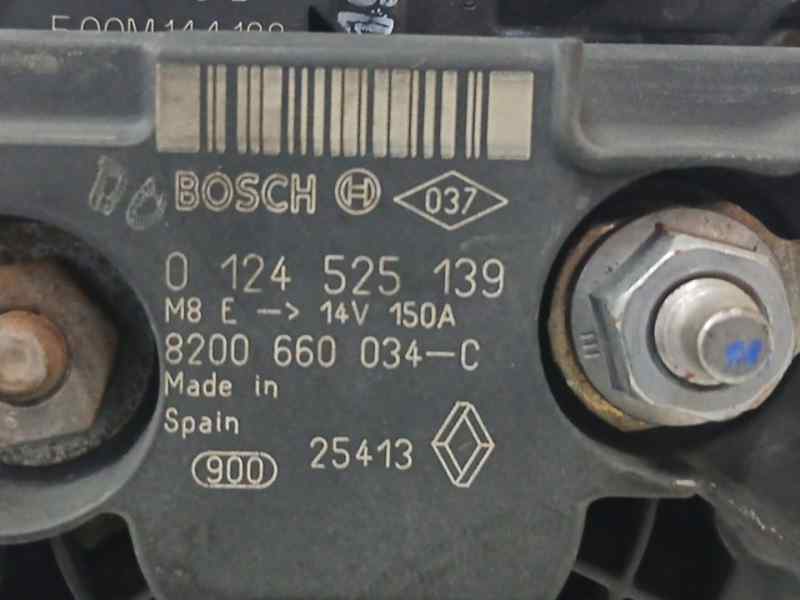 BOSCH 037
0 124 525 139
M8 E —> 14V 150A
8200 660 034-C
Made in
Spain
900 25413